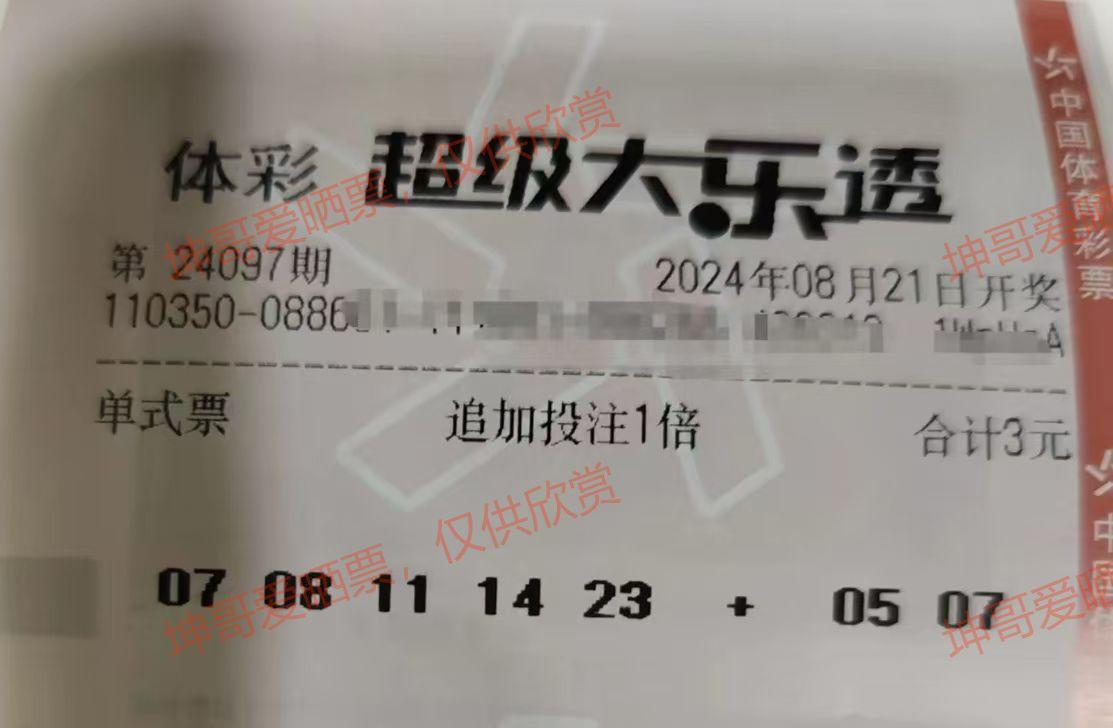 体彩 超级大乐透
第 24097期 2024年08月21日开奖
110350-0886
单式票 追加投注1倍 合计3元
07 08 11 14 23 + 05 07
中国体育彩票
坤哥爱晒票，仅供欣赏
坤哥爱
坤哥爱晒票，仅供欣赏
坤哥爱